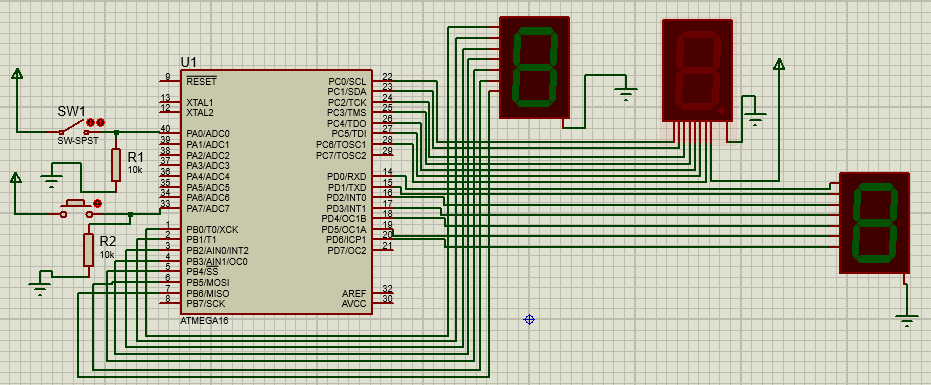 U1
9 RESET
13 XTAL1
12 XTAL2
40 PA0/ADC0
39 PA1/ADC1
38 PA2/ADC2
37 PA3/ADC3
36 PA4/ADC4
35 PA5/ADC5
34 PA6/ADC6
33 PA7/ADC7
1 PB0/T0/XCK
2 PB1/T1
3 PB2/AIN0/INT2
4 PB3/AIN1/OC0
5 PB4/SS
6 PB5/MOSI
7 PB6/MISO
8 PB7/SCK
PC0/SCL 22
PC1/SDA 23
PC2/TCK 24
PC3/TMS 25
PC4/TDO 26
PC5/TDI 27
PC6/TOSC1 28
PC7/TOSC2 29
PD0/RXD 14
PD1/TXD 15
PD2/INT0 16
PD3/INT1 17
PD4/OC1B 18
PD5/OC1A 19
PD6/ICP1 20
PD7/OC2 21
AREF 32
AVCC 30
ATMEGA16
SW1
SW-SPST
R1
10k
R2
10k